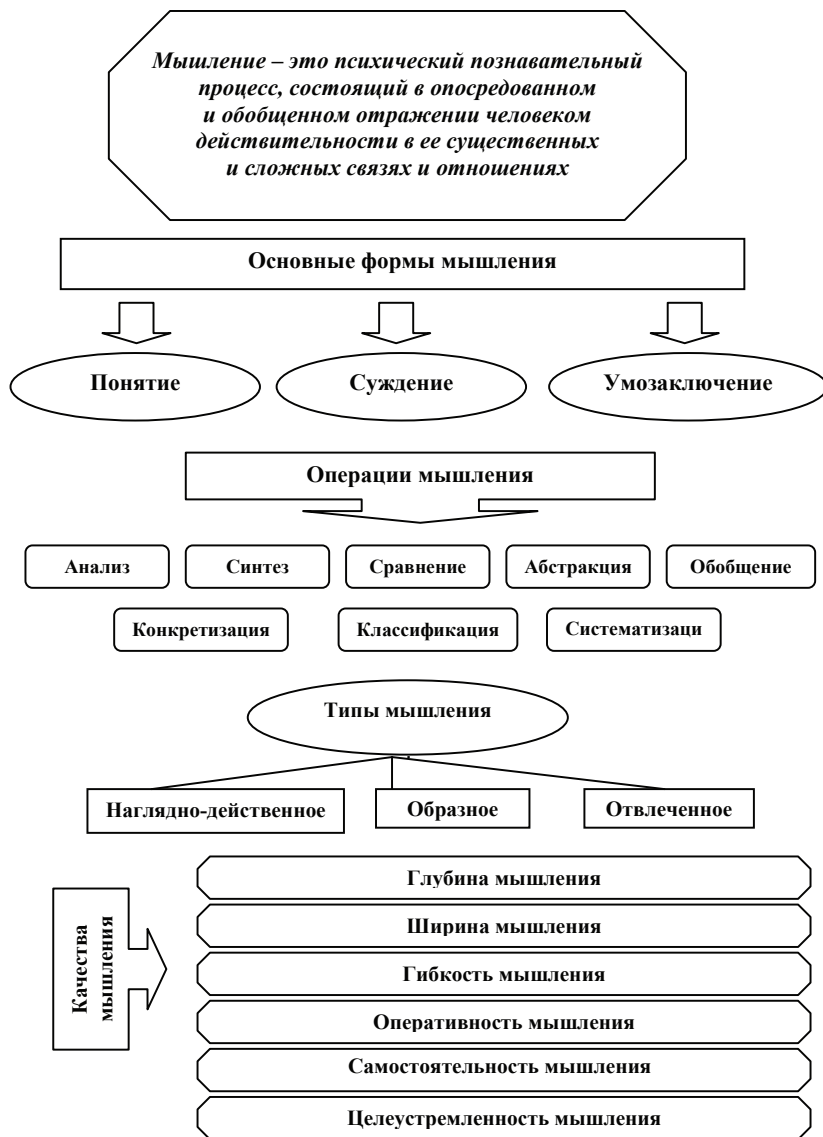 Мышление – это психический познавательный
процесс, состоящий в опосредованном
и обобщенном отражении человеком
действительности в ее существенных
и сложных связях и отношениях
Основные формы мышления
Понятие
Суждение
Умозаключение
Операции мышления
Анализ
Синтез
Сравнение
Абстракция
Обобщение
Конкретизация
Классификация
Систематизаци
Типы мышления
Наглядно-действенное
Образное
Отвлеченное
Качества
мышления
Глубина мышления
Ширина мышления
Гибкость мышления
Оперативность мышления
Самостоятельность мышления
Целеустремленность мышления